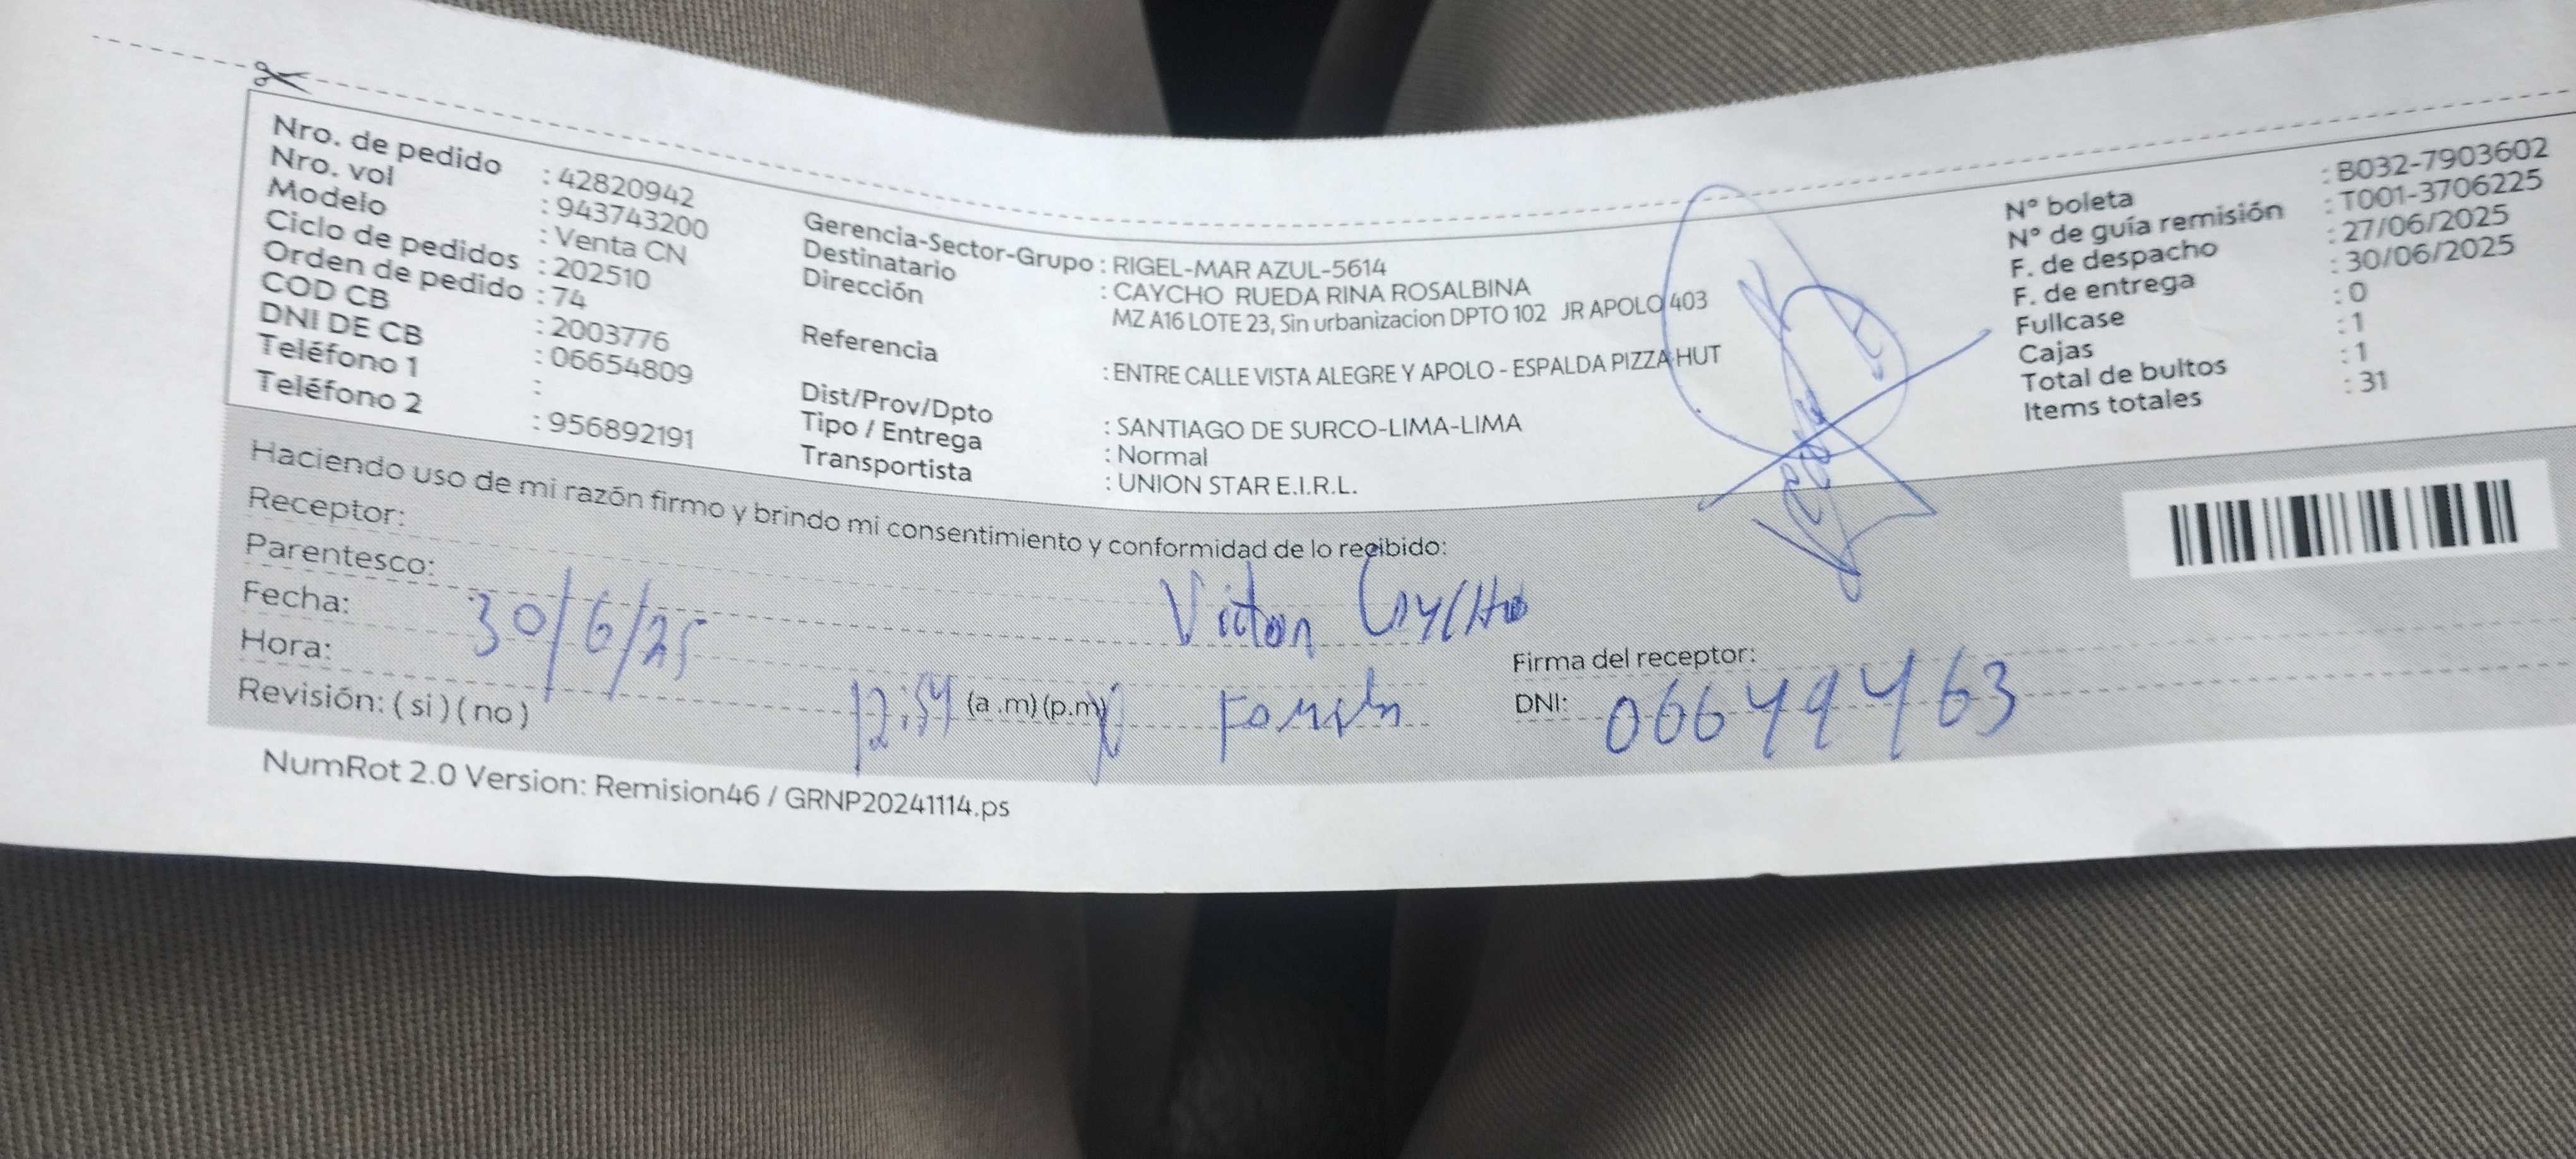 Nro. de pedido : 42820942
Nro. vol : 943743200
Modelo : Venta CN
Ciclo de pedidos : 202510
Orden de pedido : 74
COD CB : 2003776
DNI DE CB : 06654809
Teléfono 1 :
Teléfono 2 : 956892191
Gerencia-Sector-Grupo : RIGEL-MAR AZUL-5614
Destinatario : CAYCHO RUEDA RINA ROSALBINA
Dirección MZ A16 LOTE 23, Sin urbanizacion DPTO 102 JR APOLO 403
Referencia : ENTRE CALLE VISTA ALEGRE Y APOLO - ESPALDA PIZZA HUT
Dist/Prov/Dpto : SANTIAGO DE SURCO-LIMA-LIMA
Tipo / Entrega : Normal
Transportista : UNION STAR E.I.R.L.
N° boleta : B032-7903602
N° de guía remisión : T001-3706225
F. de despacho : 27/06/2025
F. de entrega : 30/06/2025
Fullcase : 0
Cajas : 1
Total de bultos : 1
Items totales : 31
Haciendo uso de mi razón firmo y brindo mi consentimiento y conformidad de lo recibido:
Receptor: Victor Caycho
Parentesco:
Fecha: 30/6/25
Hora: 12:54 (a.m) (p.m)
Revisión: ( si ) ( no )
Firma del receptor:
DNI: 06649463
NumRot 2.0 Version: Remision46 / GRNP20241114.ps